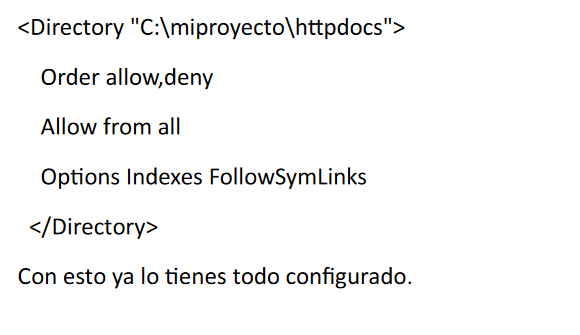 <Directory "C:\miproyecto\httpdocs">
Order allow,deny
Allow from all
Options Indexes FollowSymLinks
</Directory>
Con esto ya lo tienes todo configurado.